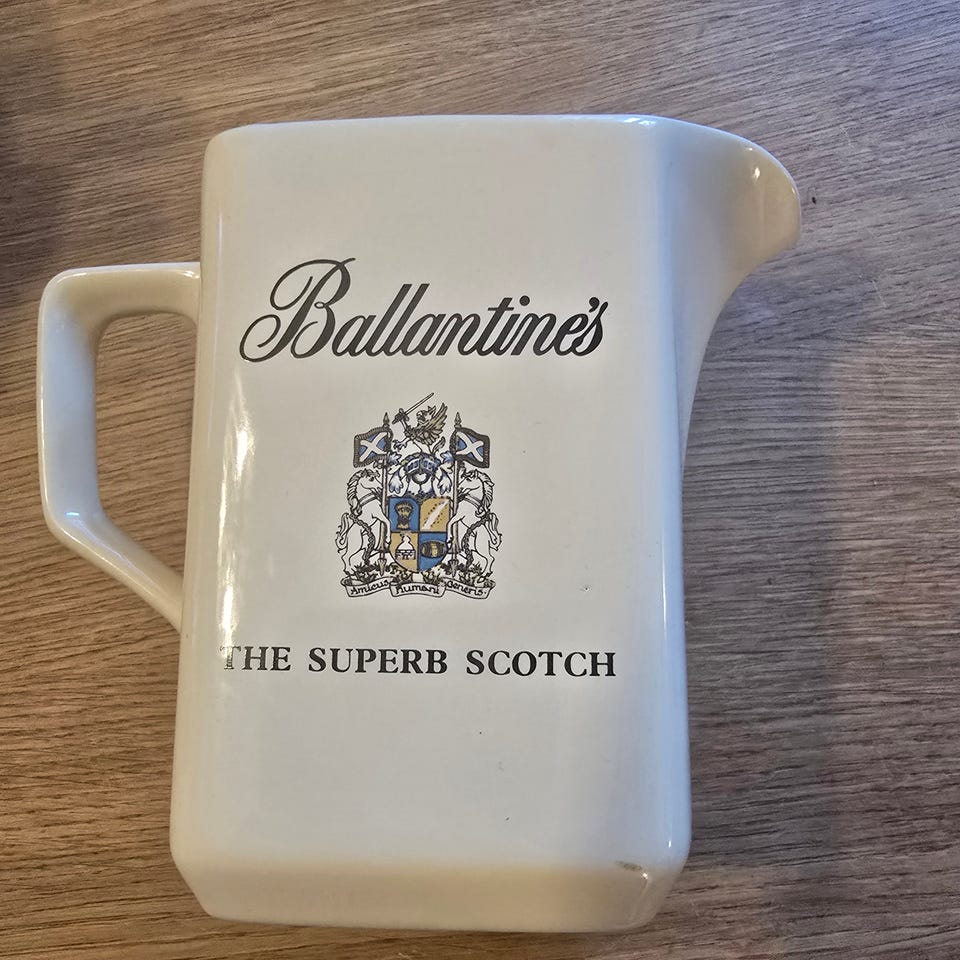 Ballantine's
Amicus Humani Generis.
THE SUPERB SCOTCH